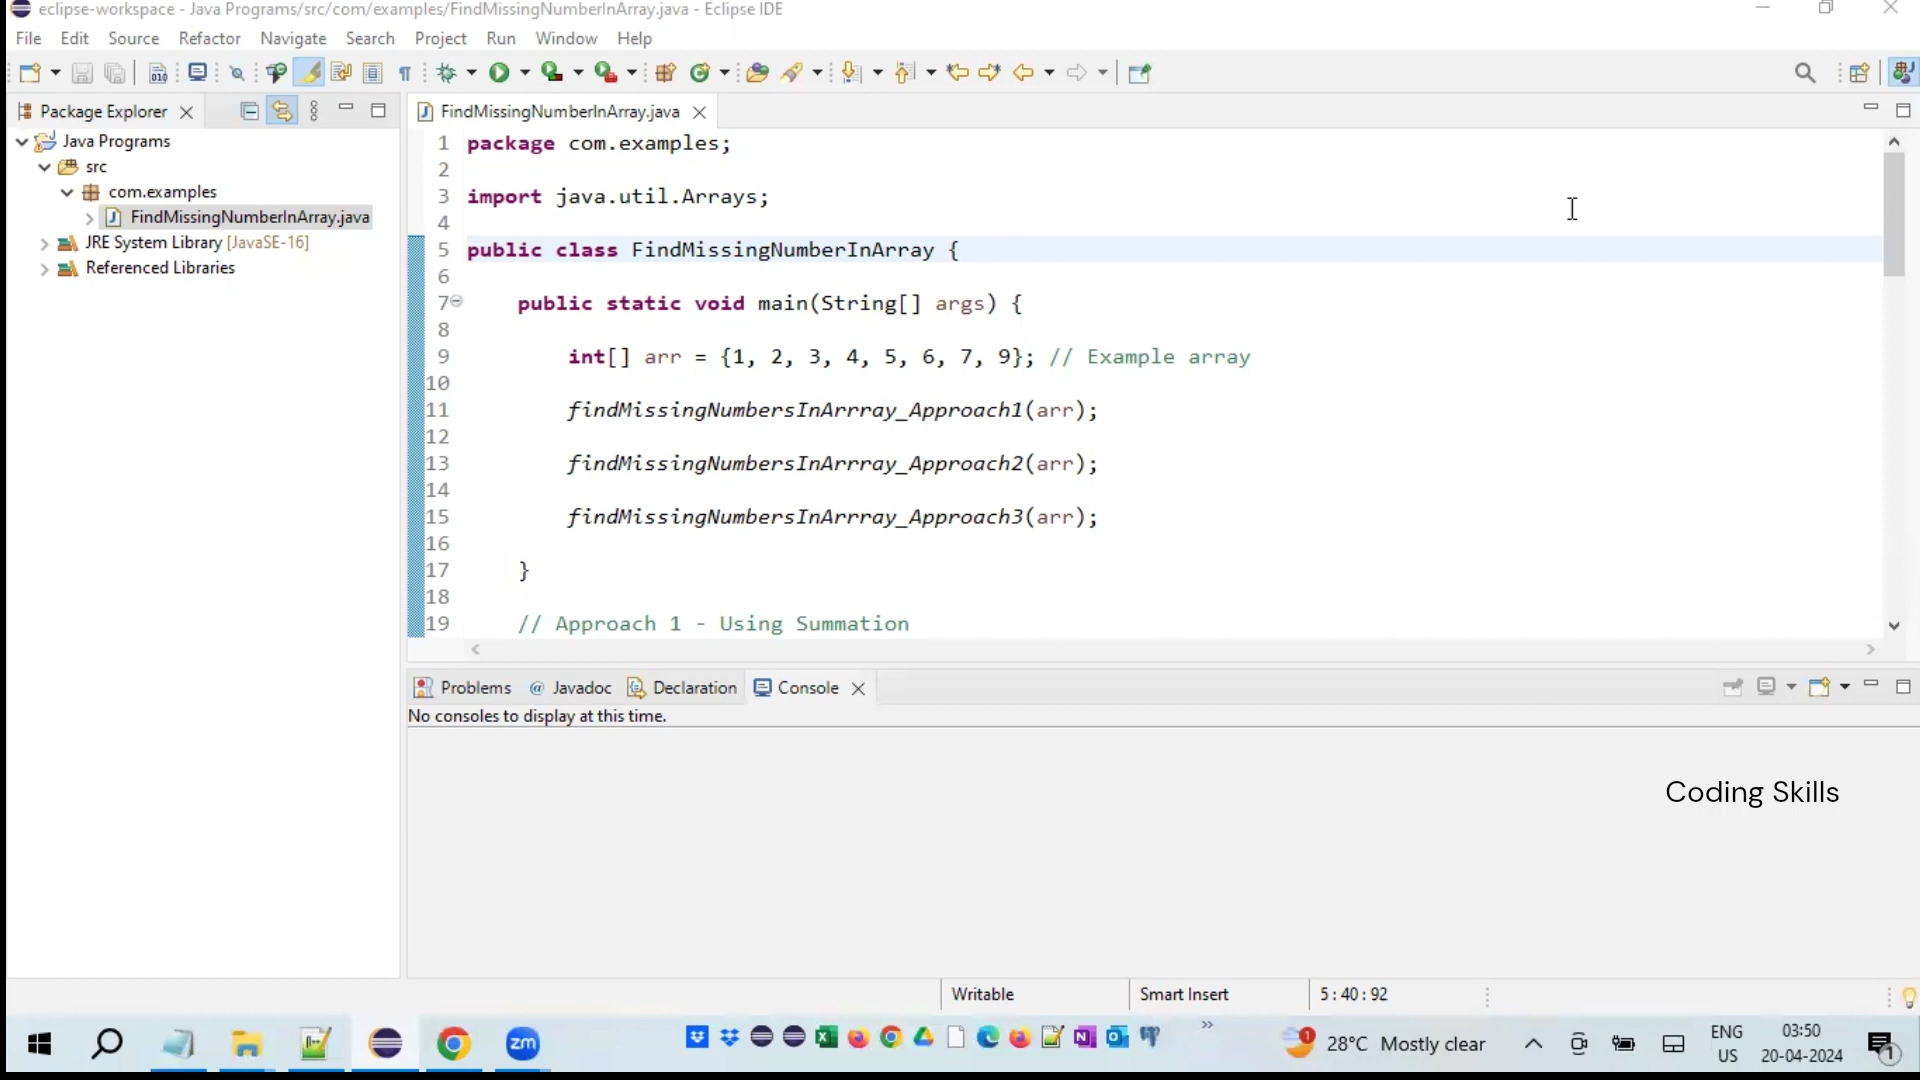 eclipse-workspace - Java Programs/src/com/examples/FindMissingNumberInArray.java - Eclipse IDE
File Edit Source Refactor Navigate Search Project Run Window Help
Package Explorer
FindMissingNumberInArray.java
Java Programs
src
com.examples
FindMissingNumberInArray.java
JRE System Library [JavaSE-16]
Referenced Libraries
1 package com.examples;
2
3 import java.util.Arrays;
4
5 public class FindMissingNumberInArray {
6
7 public static void main(String[] args) {
8
9 int[] arr = {1, 2, 3, 4, 5, 6, 7, 9}; // Example array
10
11 findMissingNumbersInArrray_Approach1(arr);
12
13 findMissingNumbersInArrray_Approach2(arr);
14
15 findMissingNumbersInArrray_Approach3(arr);
16
17 }
18
19 // Approach 1 - Using Summation
Problems @ Javadoc Declaration Console
No consoles to display at this time.
Coding Skills
Writable Smart Insert 5 : 40 : 92
zm
28°C Mostly clear
ENG
US
03:50
20-04-2024
1